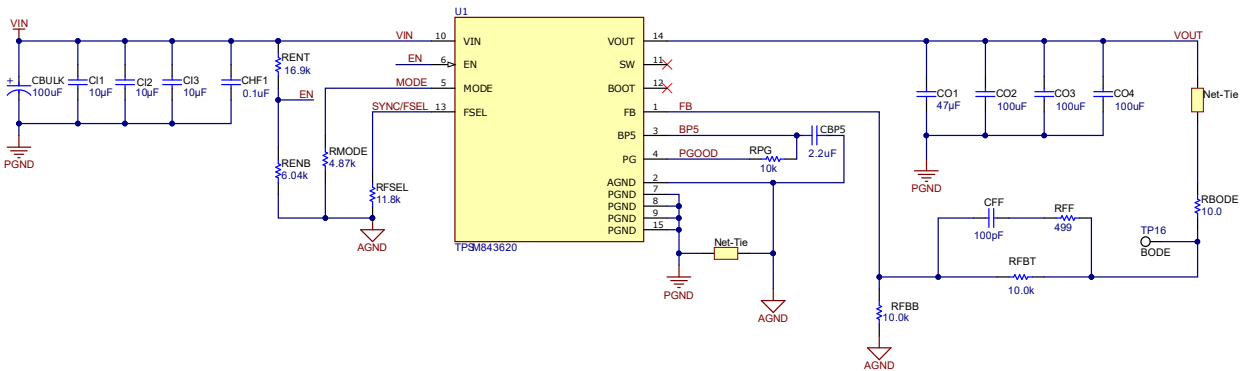 U1
VIN
VIN
10
VIN
VOUT
14
VOUT
EN
6
EN
SW
11
MODE
5
MODE
BOOT
12
SYNC/FSEL
13
FSEL
FB
1
FB
BP5
3
BP5
PG
4
PGOOD
AGND
2
PGND
7
PGND
8
PGND
9
PGND
15
TPSM843620
+
CBULK
100uF
CI1
10µF
CI2
10µF
CI3
10µF
CHF1
0.1uF
PGND
RENT
16.9k
EN
RENB
6.04k
RMODE
4.87k
RFSEL
11.8k
AGND
CBP5
2.2uF
RPG
10k
Net-Tie
PGND
AGND
CO1
47µF
CO2
100uF
CO3
100uF
CO4
100uF
PGND
Net-Tie
RBODE
10.0
TP16
BODE
CFF
100pF
RFF
499
RFBT
10.0k
RFBB
10.0k
AGND